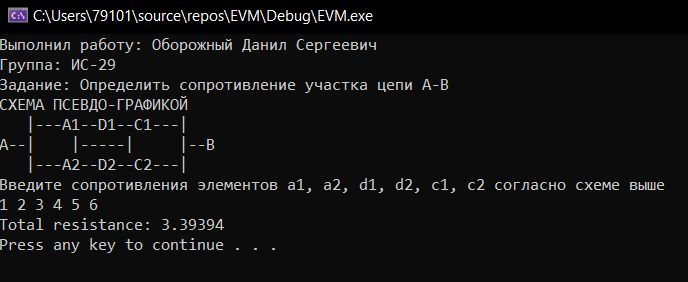 C:\Users\79101\source\repos\EVM\Debug\EVM.exe
Выполнил работу: Оборожный Данил Сергеевич
Группа: ИС-29
Задание: Определить сопротивление участка цепи А-В
СХЕМА ПСЕВДО-ГРАФИКОЙ
   |---A1--D1--C1---|
A--|    |-----|     |--B
   |---A2--D2--C2---|
Введите сопротивления элементов a1, a2, d1, d2, c1, c2 согласно схеме выше
1 2 3 4 5 6
Total resistance: 3.39394
Press any key to continue . . .